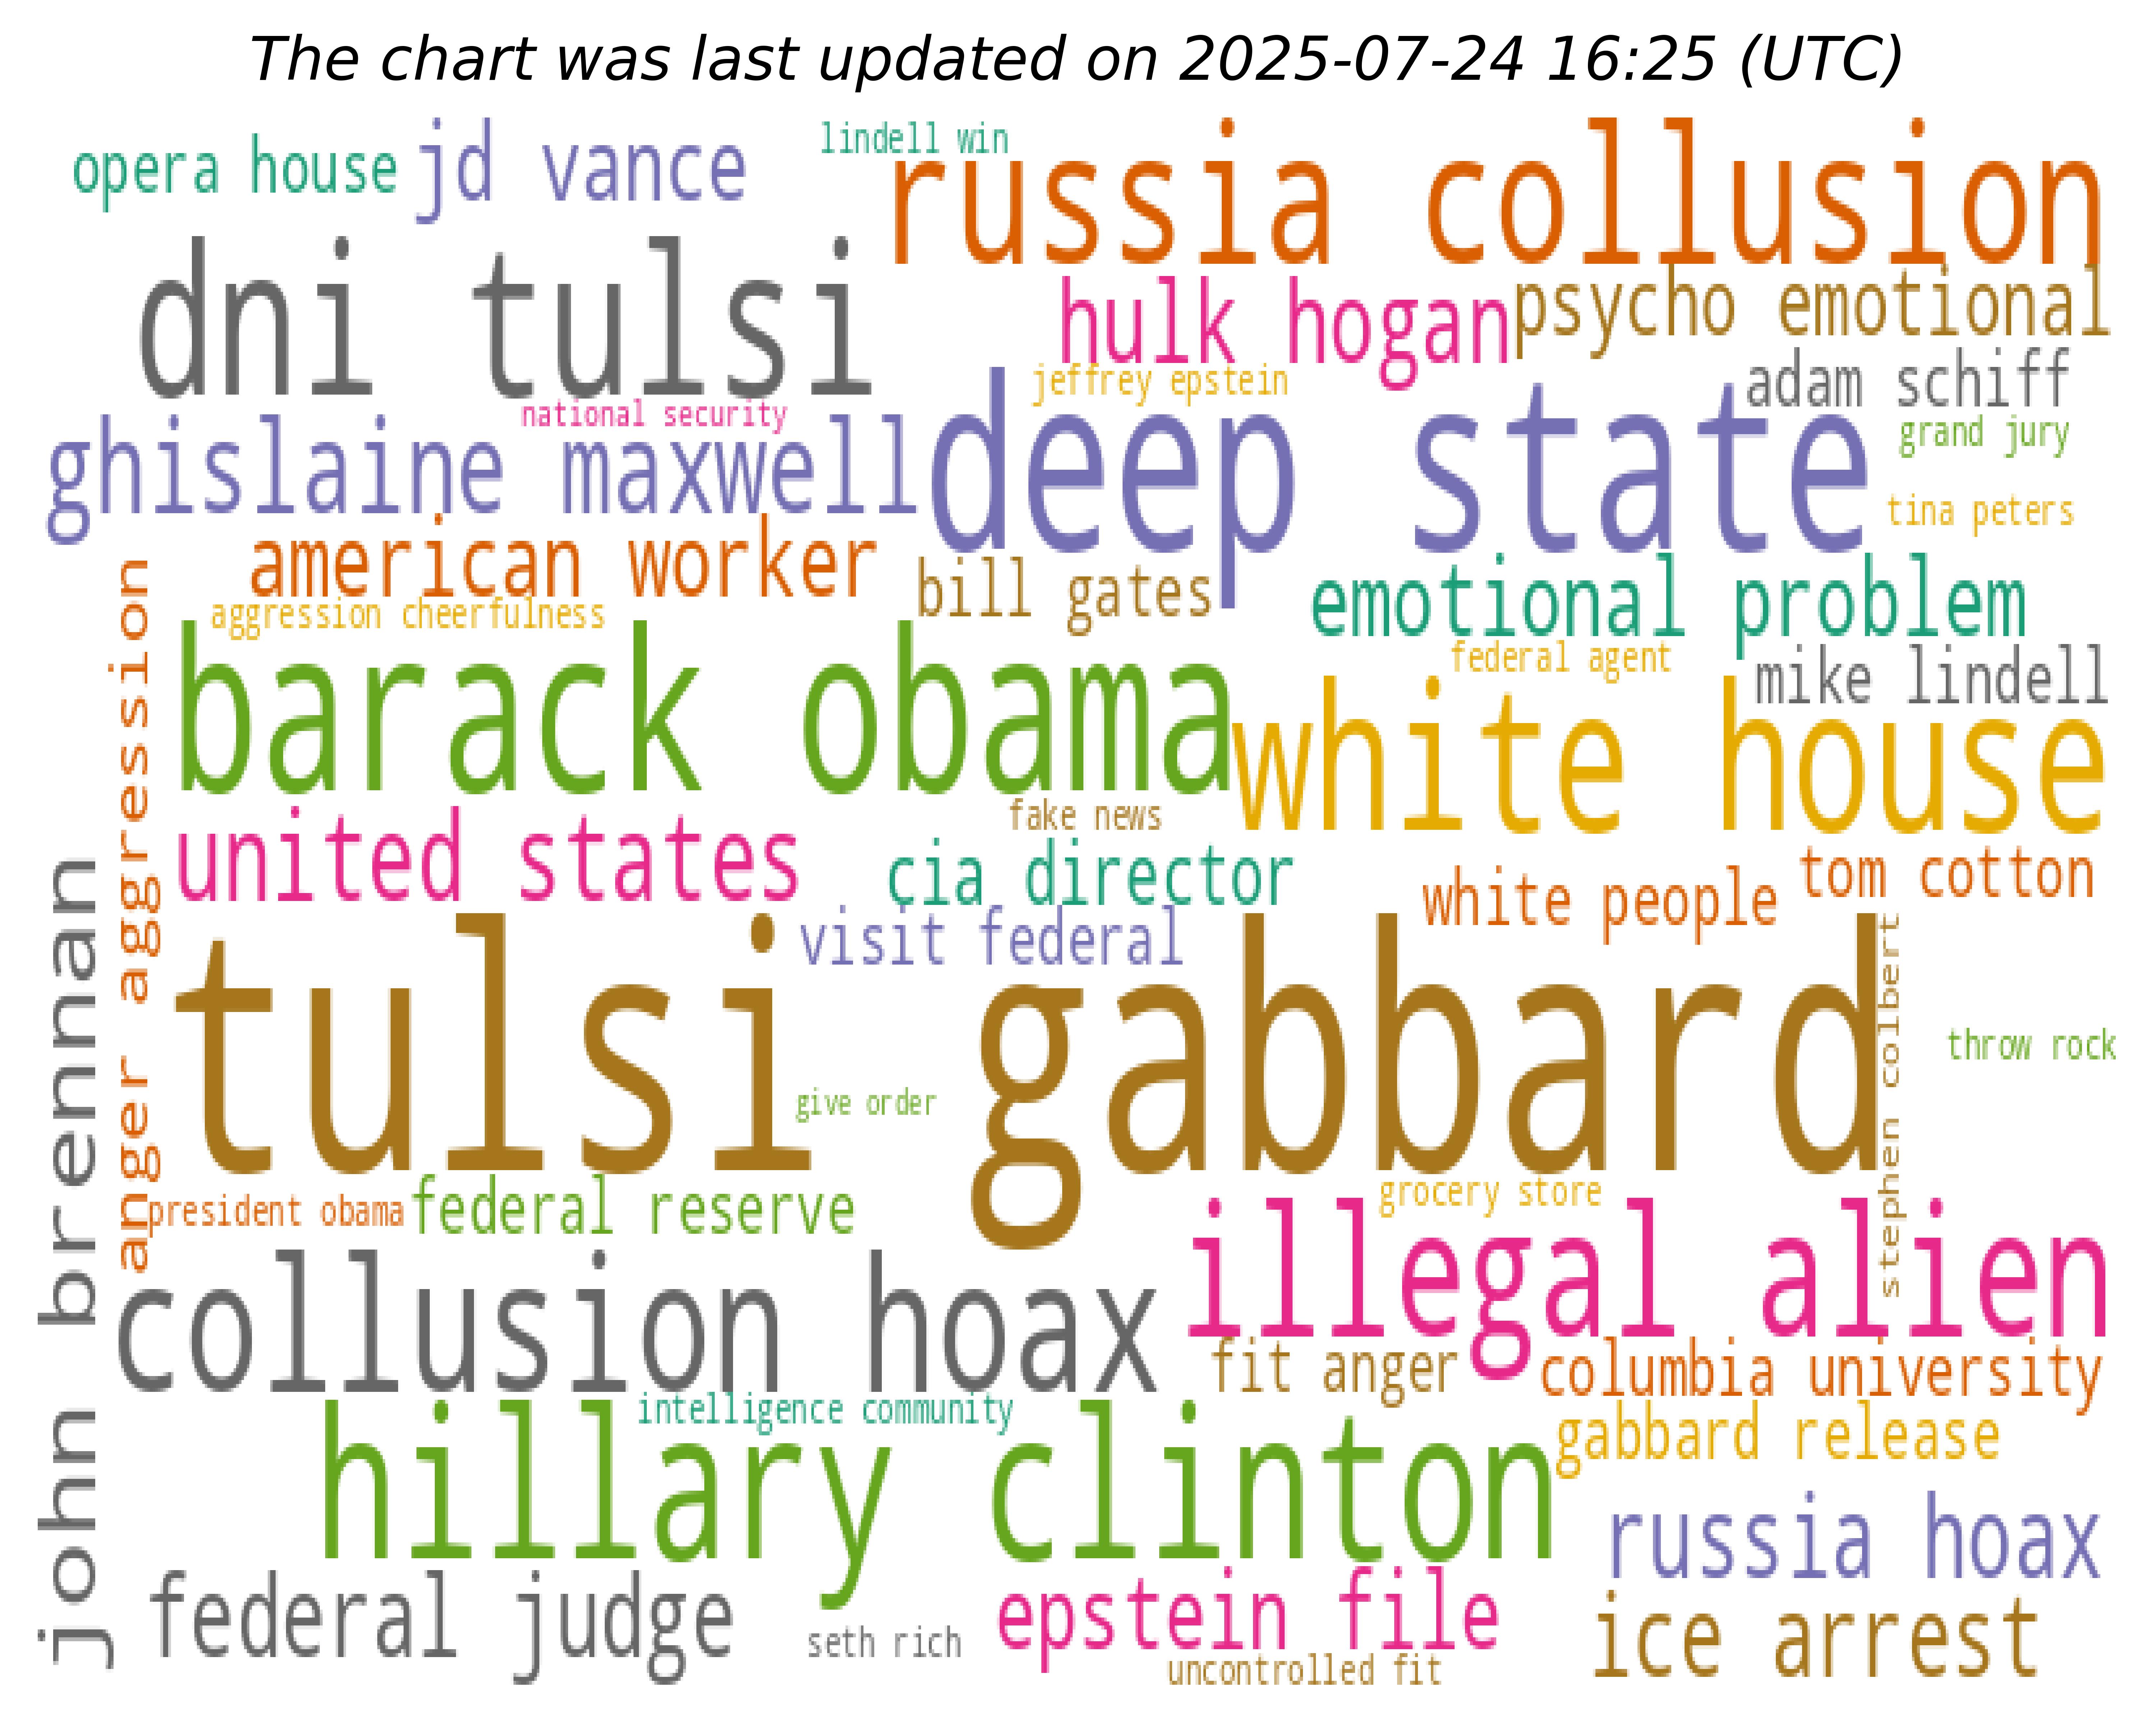 The chart was last updated on 2025-07-24 16:25 (UTC)
lindell win
opera house
jd vance
russia collusion
dni tulsi
hulk hogan
psycho emotional
jeffrey epstein
adam schiff
national security
grand jury
ghislaine maxwell
deep state
tina peters
american worker
bill gates
emotional problem
aggression cheerfulness
federal agent
mike lindell
barack obama
white house
fake news
united states
cia director
tom cotton
white people
visit federal
anger aggression
john brennan
tulsi gabbard
stephen colbert
throw rock
give order
president obama
federal reserve
grocery store
illegal alien
collusion hoax
fit anger
columbia university
intelligence community
gabbard release
hillary clinton
russia hoax
federal judge
seth rich
epstein file
ice arrest
uncontrolled fit